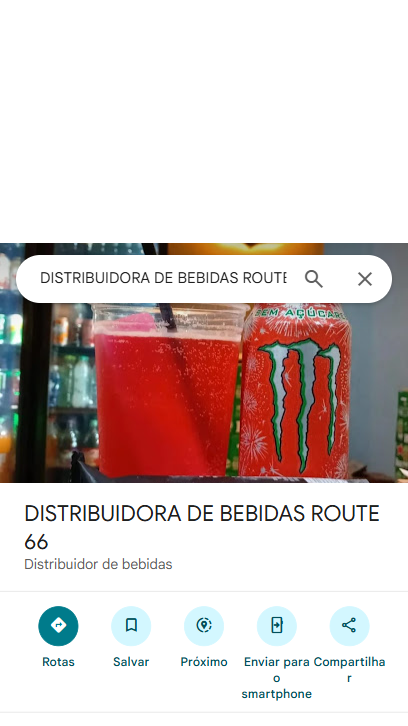 DISTRIBUIDORA DE BEBIDAS ROUTE
SEM AÇÚCAR
DISTRIBUIDORA DE BEBIDAS ROUTE
66
Distribuidor de bebidas
Rotas
Salvar
Próximo
Enviar para
o
smartphone
Compartilha
r